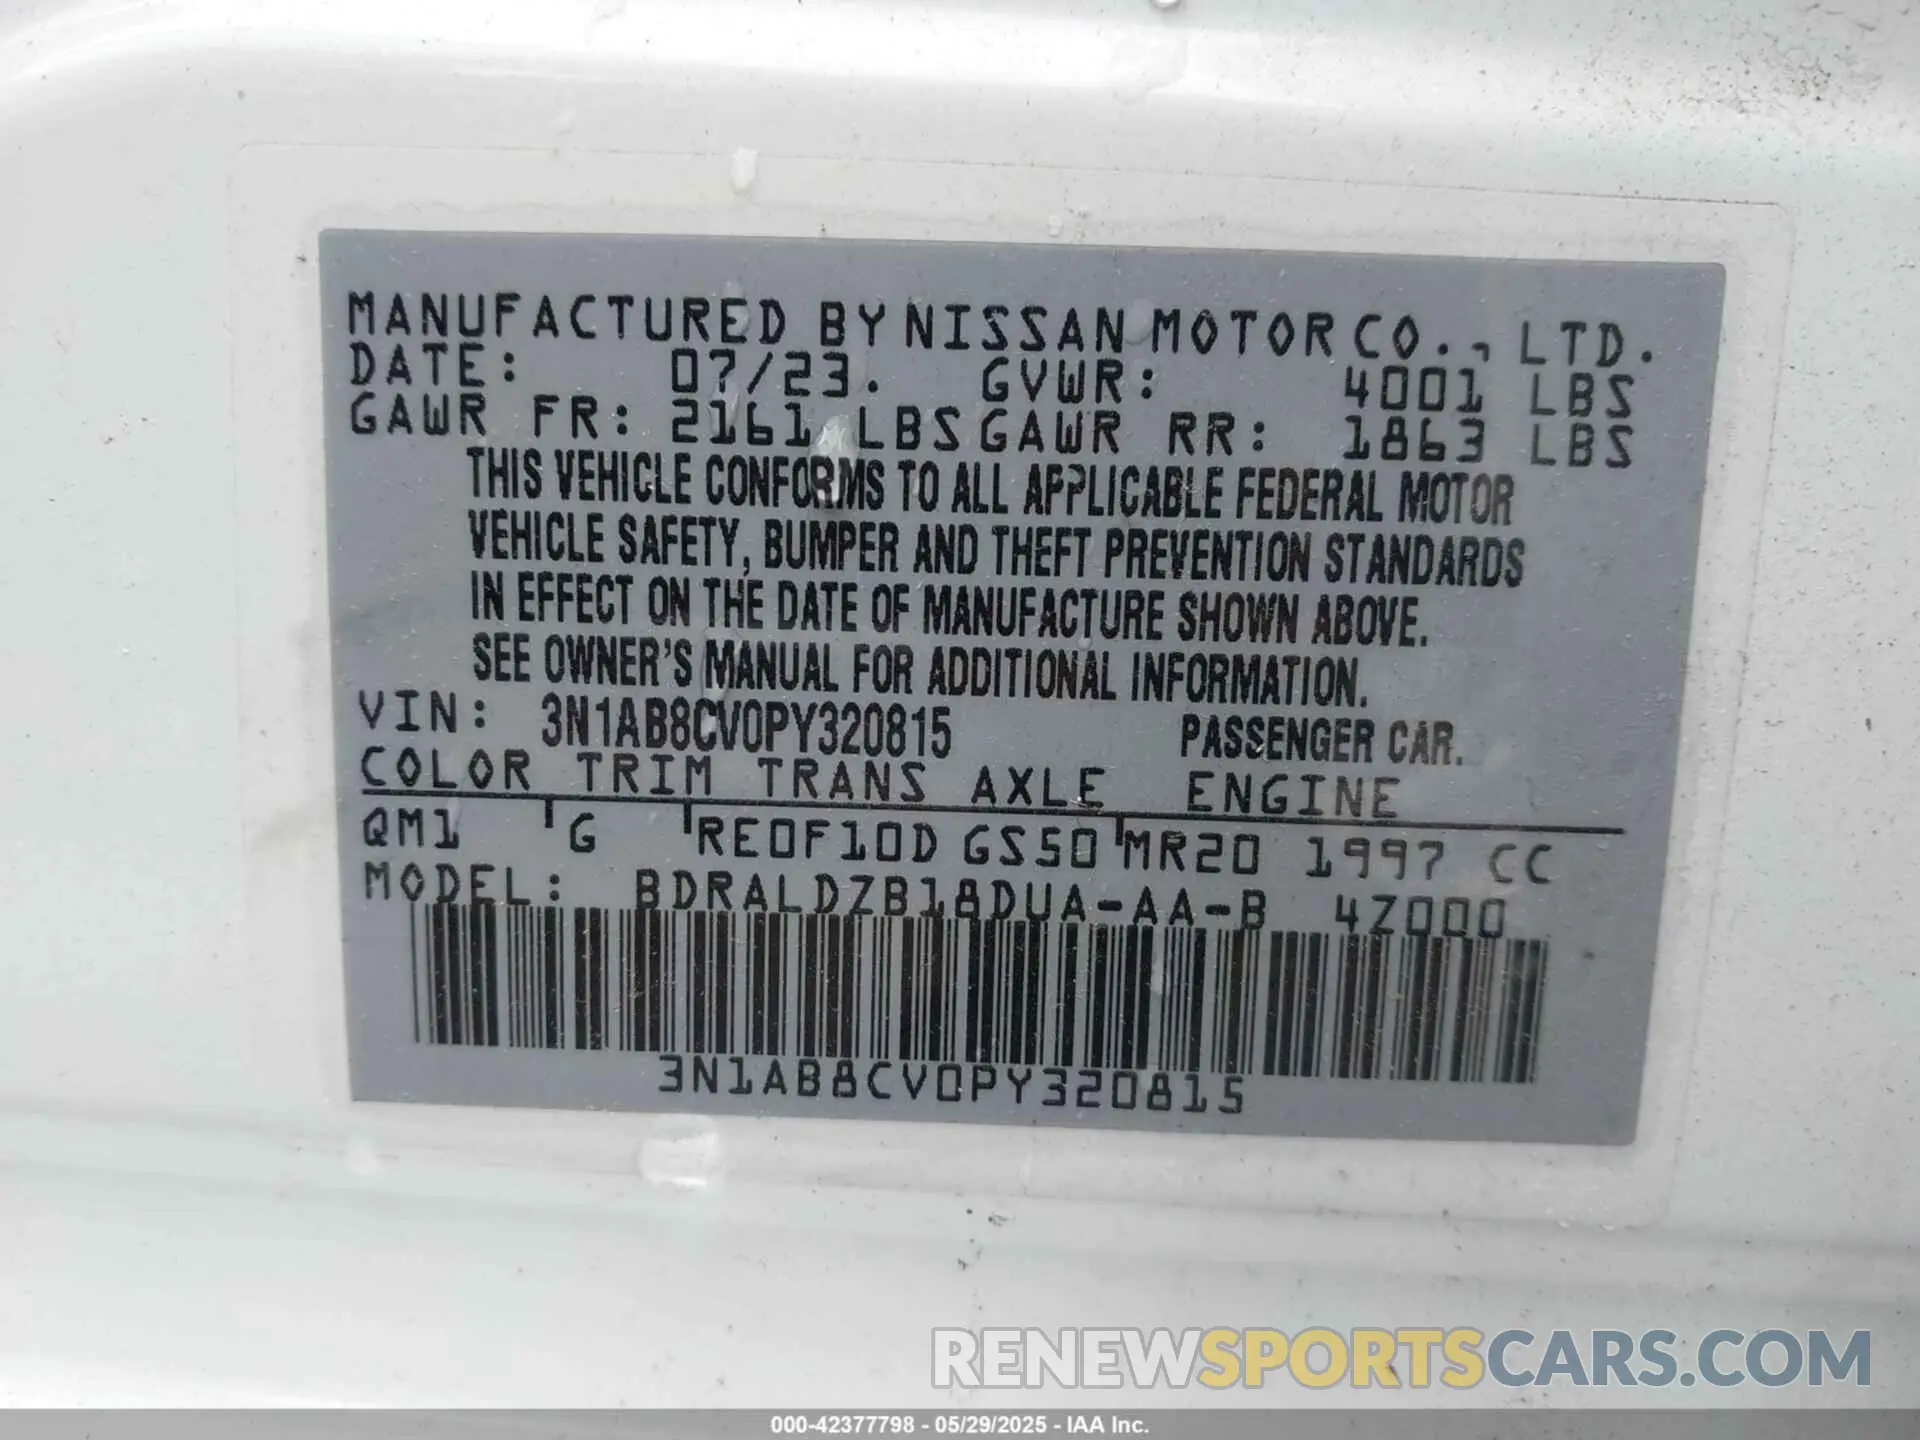 MANUFACTURED BY NISSAN MOTOR CO., LTD.
DATE: 07/23. GVWR: 4001 LBS
GAWR FR: 2161 LBS GAWR RR: 1863 LBS
THIS VEHICLE CONFORMS TO ALL APPLICABLE FEDERAL MOTOR
VEHICLE SAFETY, BUMPER AND THEFT PREVENTION STANDARDS
IN EFFECT ON THE DATE OF MANUFACTURE SHOWN ABOVE.
SEE OWNER'S MANUAL FOR ADDITIONAL INFORMATION.
VIN: 3N1AB8CV0PY320815 PASSENGER CAR.
COLOR TRIM TRANS AXLE ENGINE
QM1 G RE0F10D GS50 MR20 1997 CC
MODEL: BDRALDZB18DUA-AA-B 4Z000
3N1AB8CV0PY320815
RENEWSPORTSCARS.COM
000-42377798 - 05/29/2025 - IAA Inc.